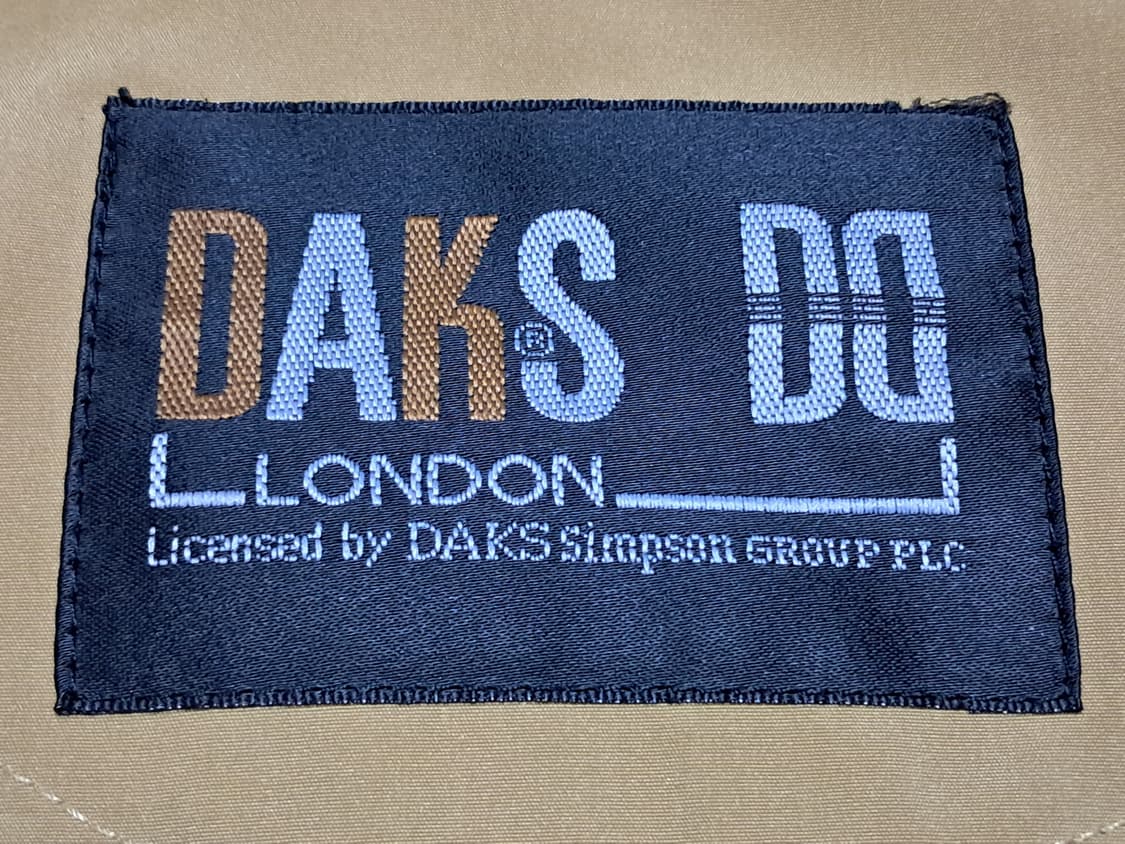 DAKS® DD
LONDON
Licensed by DAKS Simpson GROUP PLC